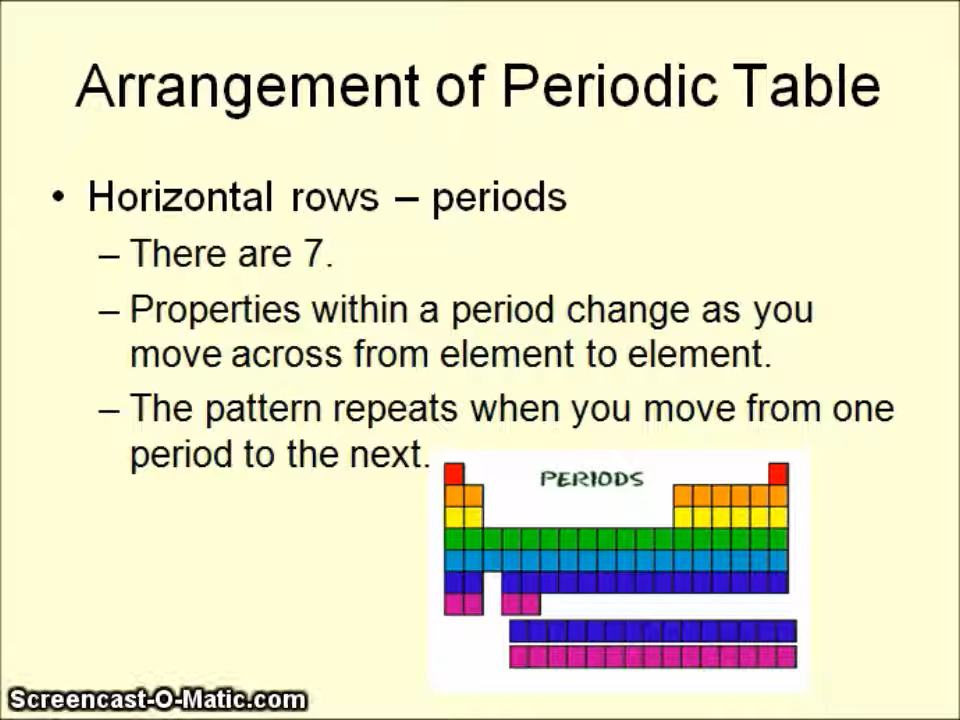 Arrangement of Periodic Table
• Horizontal rows – periods
– There are 7.
– Properties within a period change as you
move across from element to element.
– The pattern repeats when you move from one
period to the next.
PERIODS
Screencast-O-Matic.com